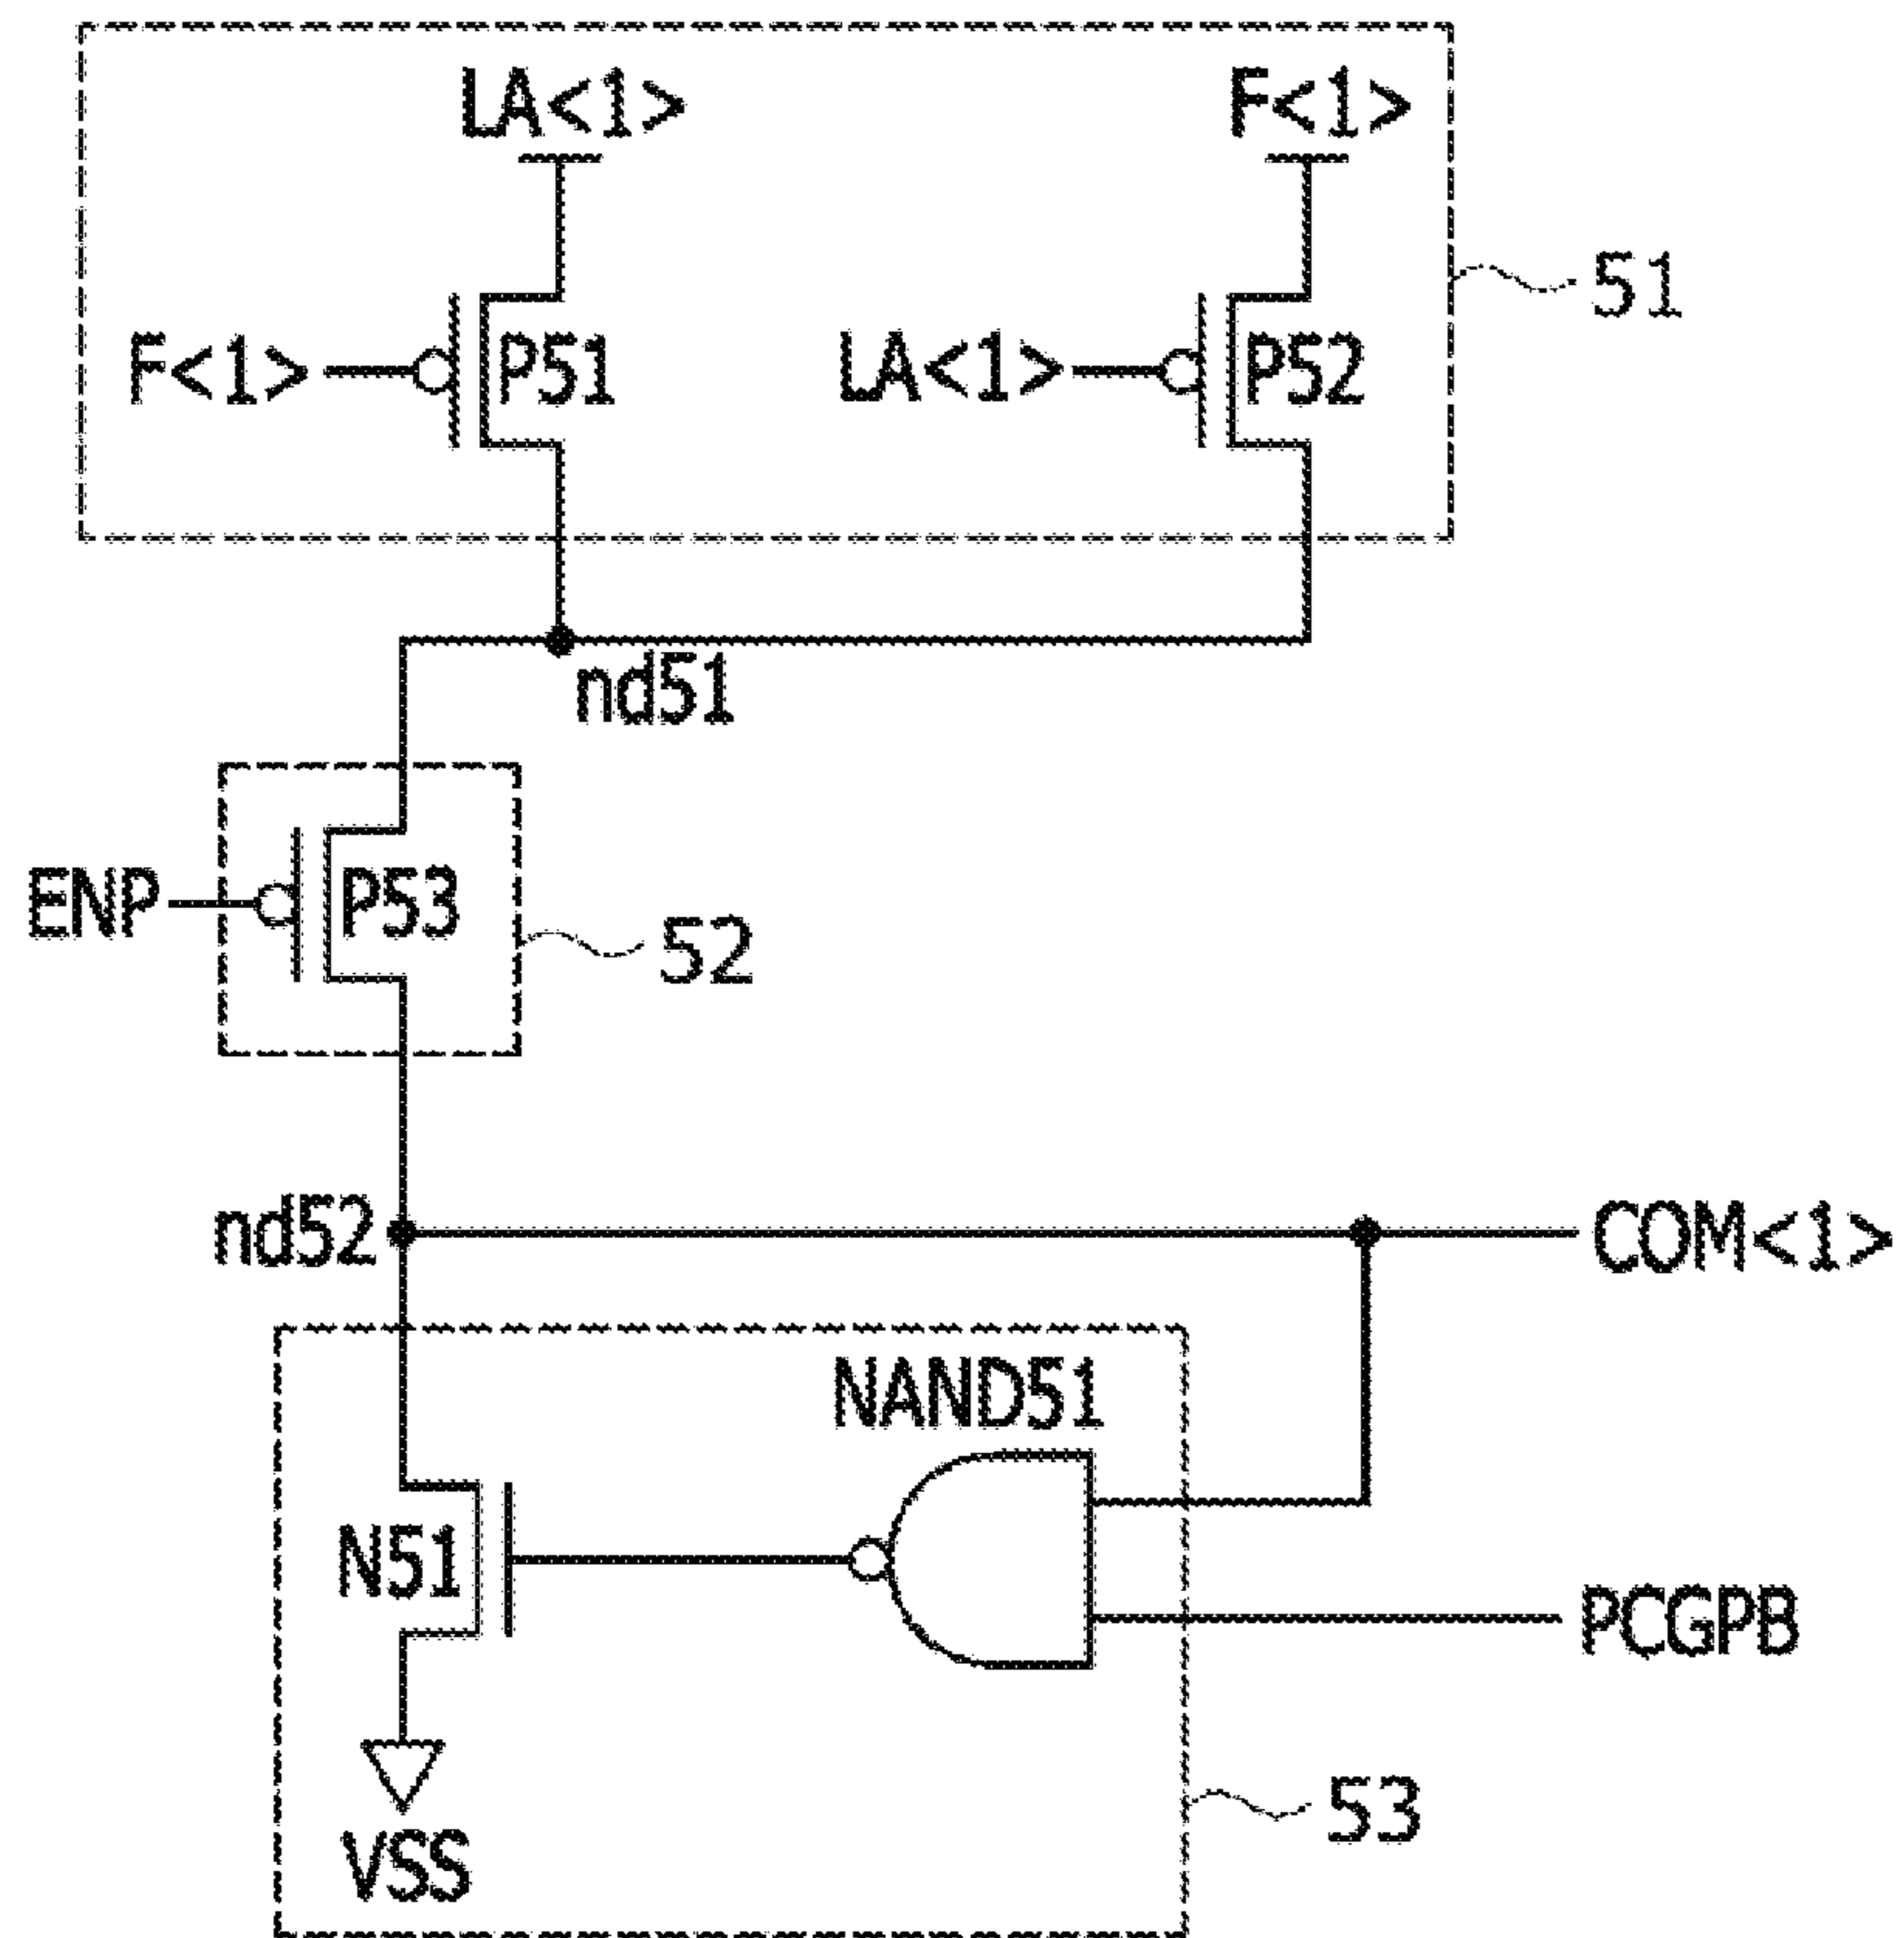 LA<1>
F<1>
51
F<1>
P51
LA<1>
P52
nd51
ENP
P53
52
nd52
COM<1>
NAND51
N51
PCGPB
53
VSS